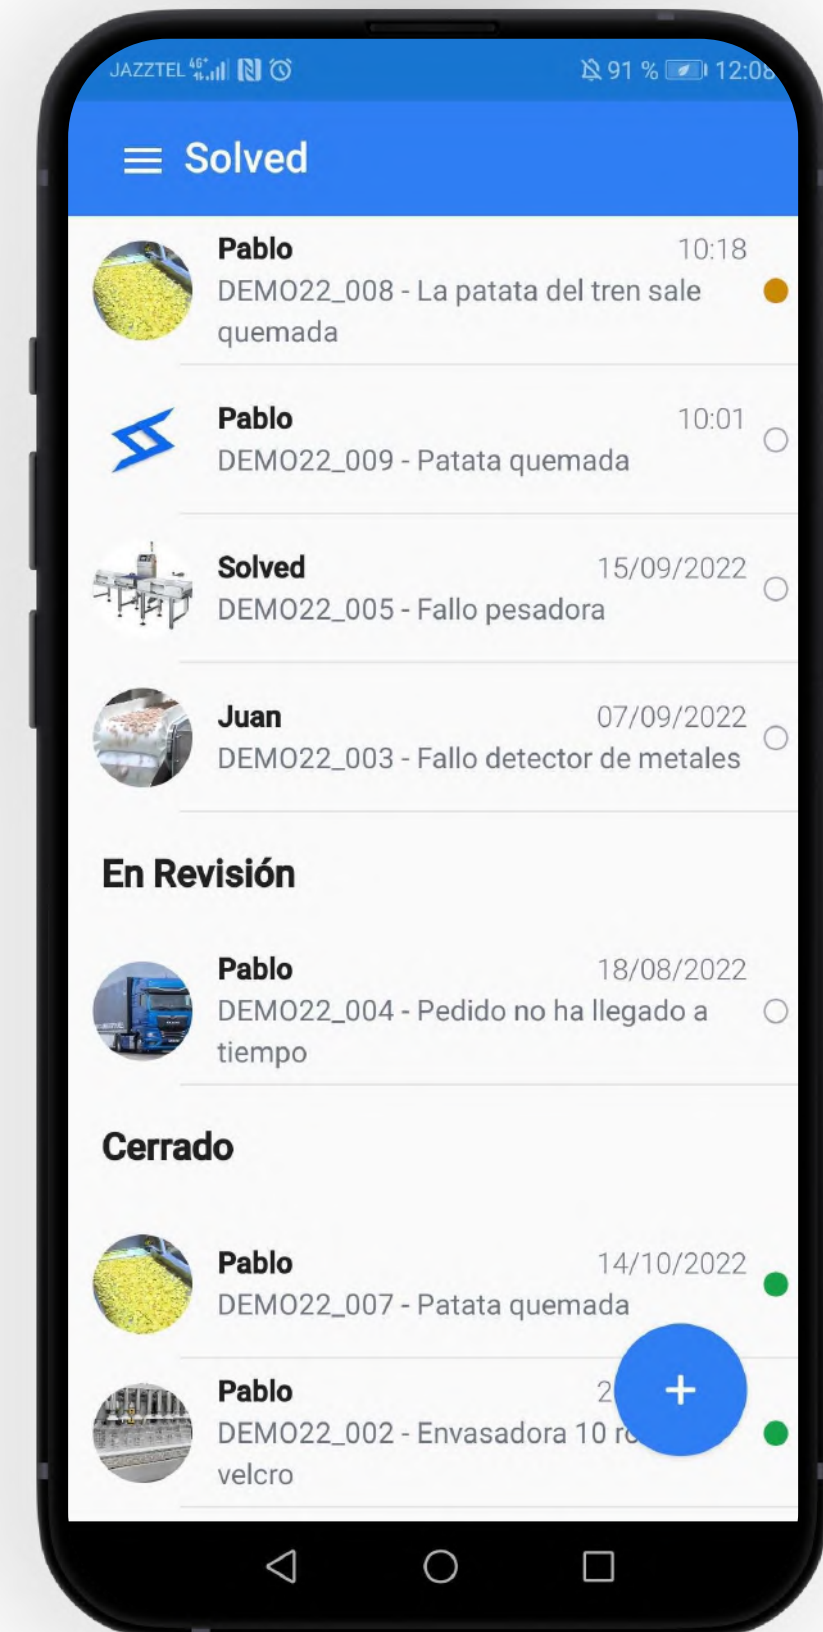 JAZZTEL 4G+ 91 % 12:08
Solved
Pablo 10:18
DEMO22_008 - La patata del tren sale
quemada
Pablo 10:01
DEMO22_009 - Patata quemada
Solved 15/09/2022
DEMO22_005 - Fallo pesadora
Juan 07/09/2022
DEMO22_003 - Fallo detector de metales
En Revisión
Pablo 18/08/2022
DEMO22_004 - Pedido no ha llegado a
tiempo
Cerrado
Pablo 14/10/2022
DEMO22_007 - Patata quemada
Pablo
DEMO22_002 - Envasadora 10
velcro